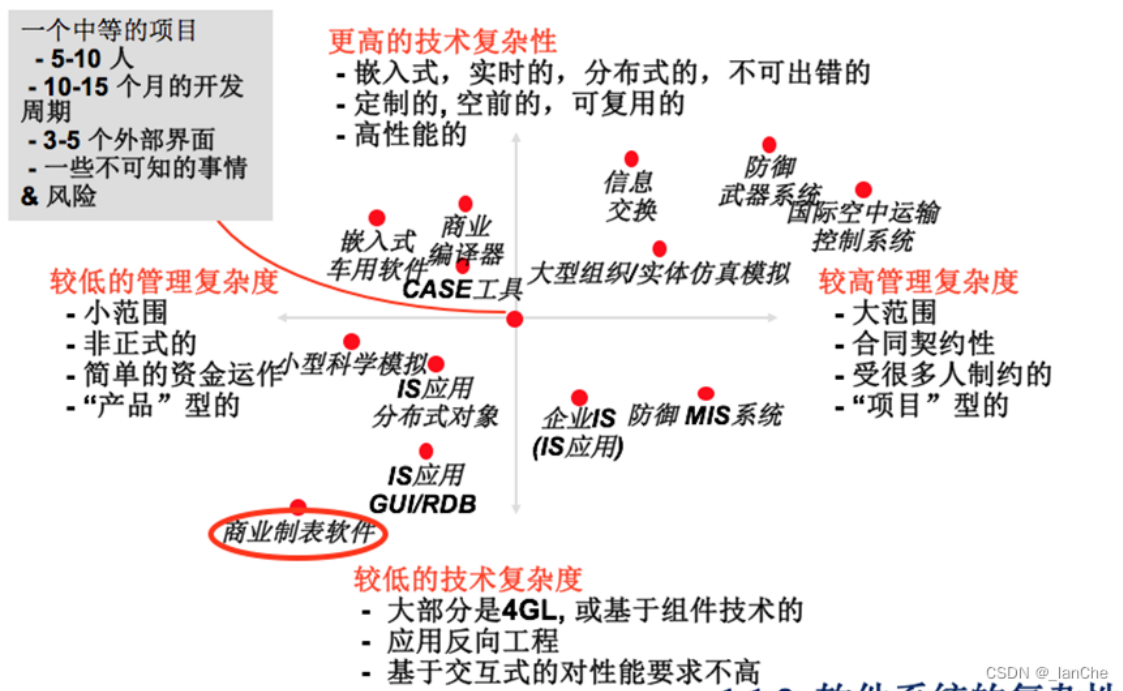 一个中等的项目
- 5-10 人
- 10-15 个月的开发
周期
- 3-5 个外部界面
- 一些不可知的事情
& 风险
更高的技术复杂性
- 嵌入式，实时的，分布式的，不可出错的
- 定制的, 空前的，可复用的
- 高性能的
信息
交换
防御
武器系统
国际空中运输
控制系统
商业
编译器
嵌入式
车用软件
CASE工具
大型组织/实体仿真模拟
较低的管理复杂度
- 小范围
- 非正式的
- 简单的资金运作
- “产品”型的
较高管理复杂度
- 大范围
- 合同契约性
- 受很多人制约的
- “项目”型的
小型科学模拟
IS应用
分布式对象
企业IS
(IS应用)
防御 MIS系统
IS应用
GUI/RDB
商业制表软件
较低的技术复杂度
- 大部分是4GL, 或基于组件技术的
- 应用反向工程
- 基于交互式的对性能要求不高
CSDN @_IanChe